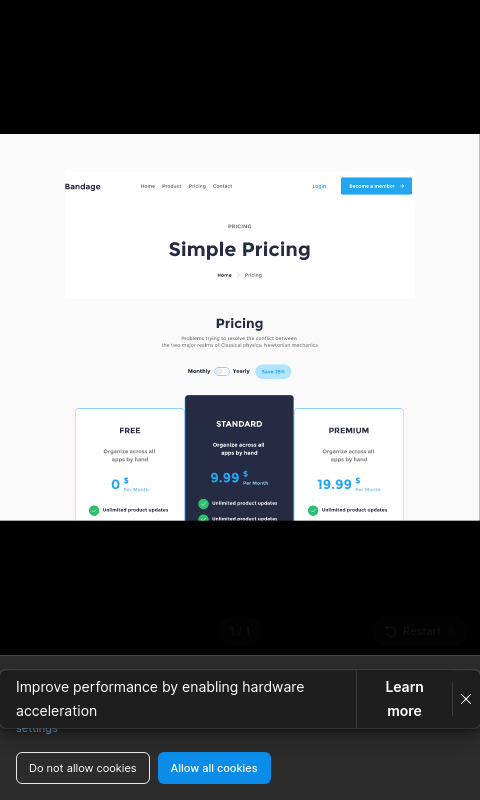 Bandage
Home Product Pricing Contact
Login
Become a member
PRICING
Simple Pricing
Home Pricing
Pricing
Problems trying to resolve the conflict between
the two major realms of Classical physics: Newtonian mechanics
Monthly Yearly Save 25%
FREE
Organize across all
apps by hand
0 $
Per Month
Unlimited product updates
STANDARD
Organize across all
apps by hand
9.99 $
Per Month
Unlimited product updates
Unlimited product updates
PREMIUM
Organize across all
apps by hand
19.99 $
Per Month
Unlimited product updates
1 / 1
Restart
Improve performance by enabling hardware
acceleration
Learn
more
settings
Do not allow cookies
Allow all cookies